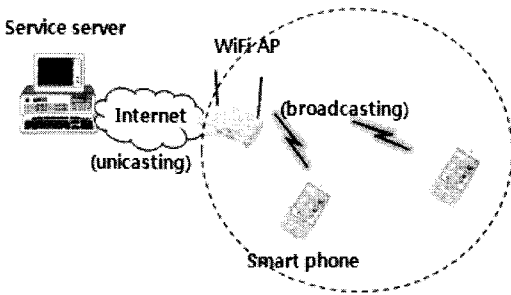 Service server
WiFi AP
Internet
(broadcasting)
(unicasting)
Smart phone